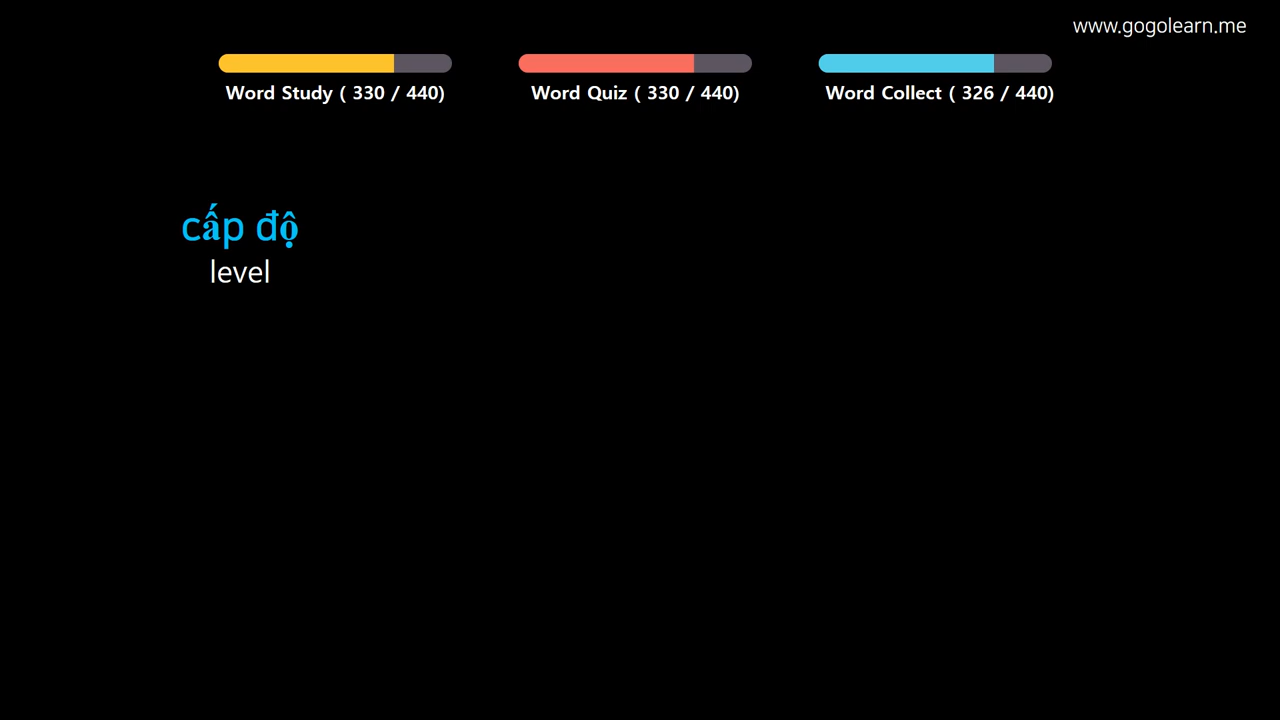 www.gogolearn.me
Word Study ( 330 / 440)
Word Quiz ( 330 / 440)
Word Collect ( 326 / 440)
cấp độ
level